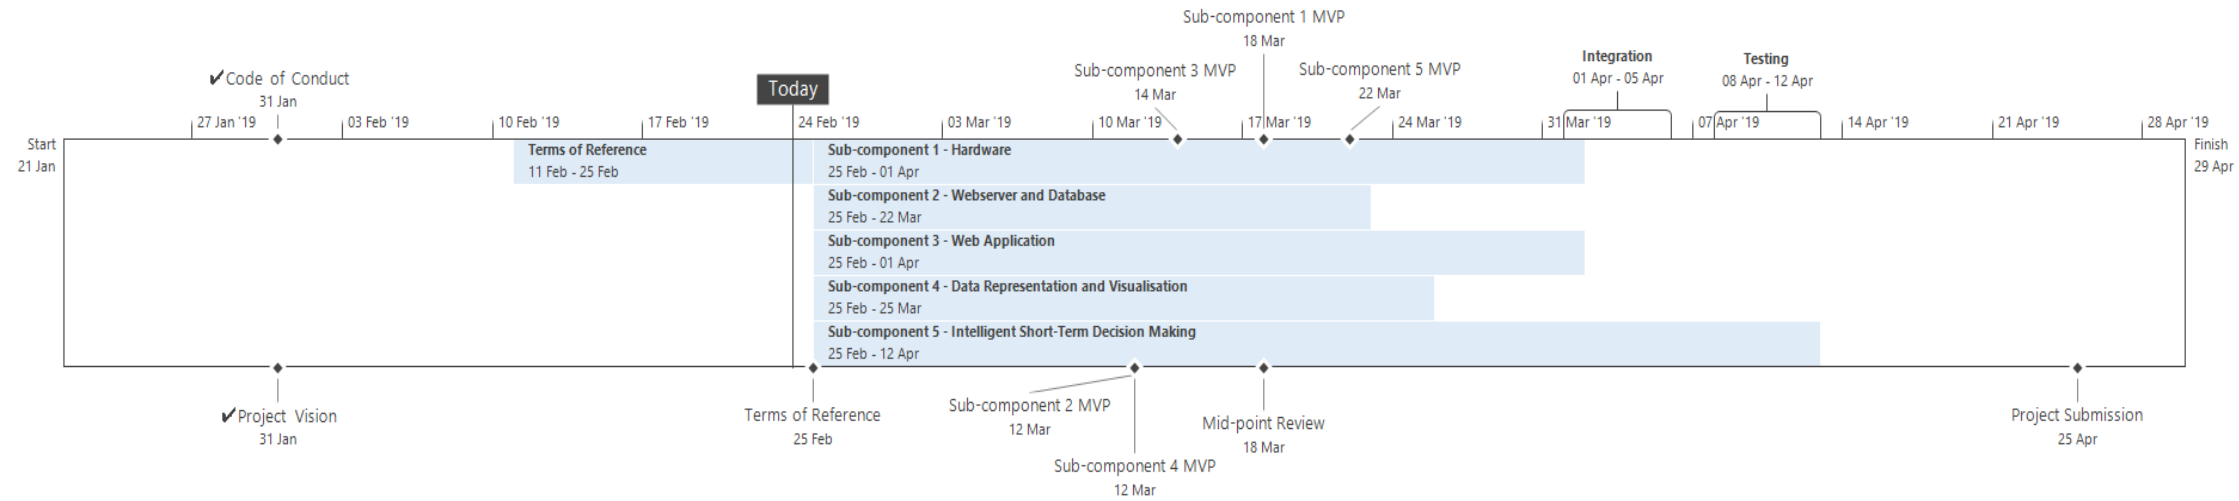 Sub-component 1 MVP
18 Mar
Sub-component 3 MVP
14 Mar
Sub-component 5 MVP
22 Mar
Integration
01 Apr - 05 Apr
Testing
08 Apr - 12 Apr
✔Code of Conduct
31 Jan
Today
27 Jan '19
03 Feb '19
10 Feb '19
17 Feb '19
24 Feb '19
03 Mar '19
10 Mar '19
17 Mar '19
24 Mar '19
31 Mar '19
07 Apr '19
14 Apr '19
21 Apr '19
28 Apr '19
Start
21 Jan
Finish
29 Apr
Terms of Reference
11 Feb - 25 Feb
Sub-component 1 - Hardware
25 Feb - 01 Apr
Sub-component 2 - Webserver and Database
25 Feb - 22 Mar
Sub-component 3 - Web Application
25 Feb - 01 Apr
Sub-component 4 - Data Representation and Visualisation
25 Feb - 25 Mar
Sub-component 5 - Intelligent Short-Term Decision Making
25 Feb - 12 Apr
✔Project Vision
31 Jan
Terms of Reference
25 Feb
Sub-component 2 MVP
12 Mar
Sub-component 4 MVP
12 Mar
Mid-point Review
18 Mar
Project Submission
25 Apr